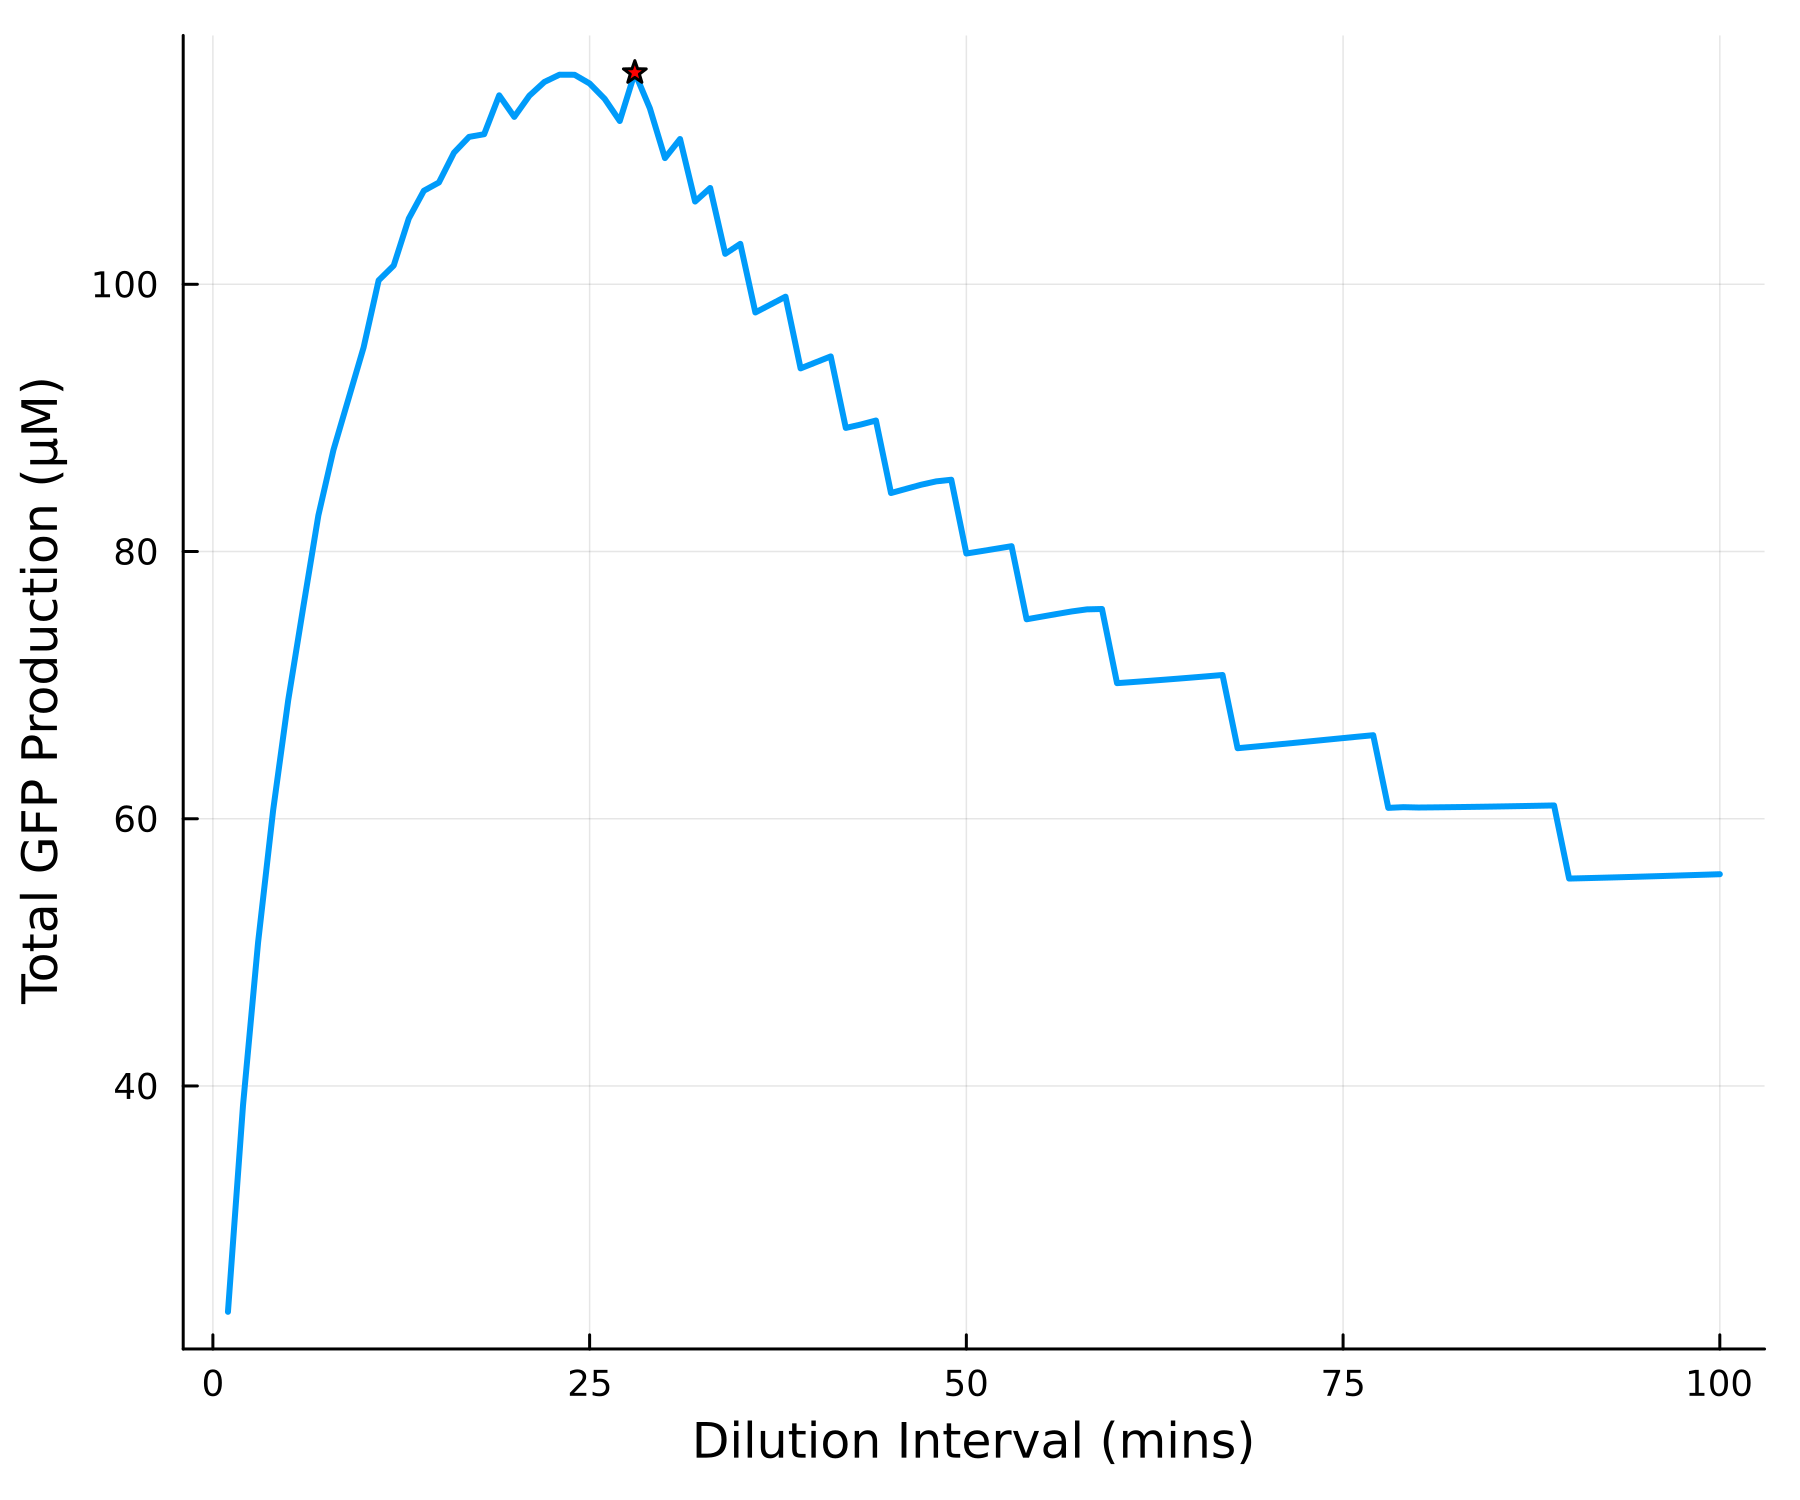 Total GFP Production (μM)
100
80
60
40
0 25 50 75 100
Dilution Interval (mins)